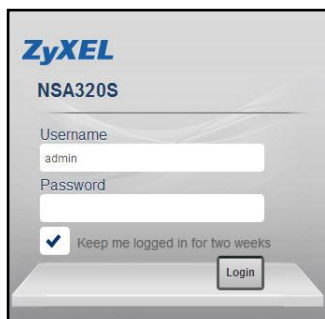 ZyXEL
NSA320S
Username
admin
Password
Keep me logged in for two weeks
Login